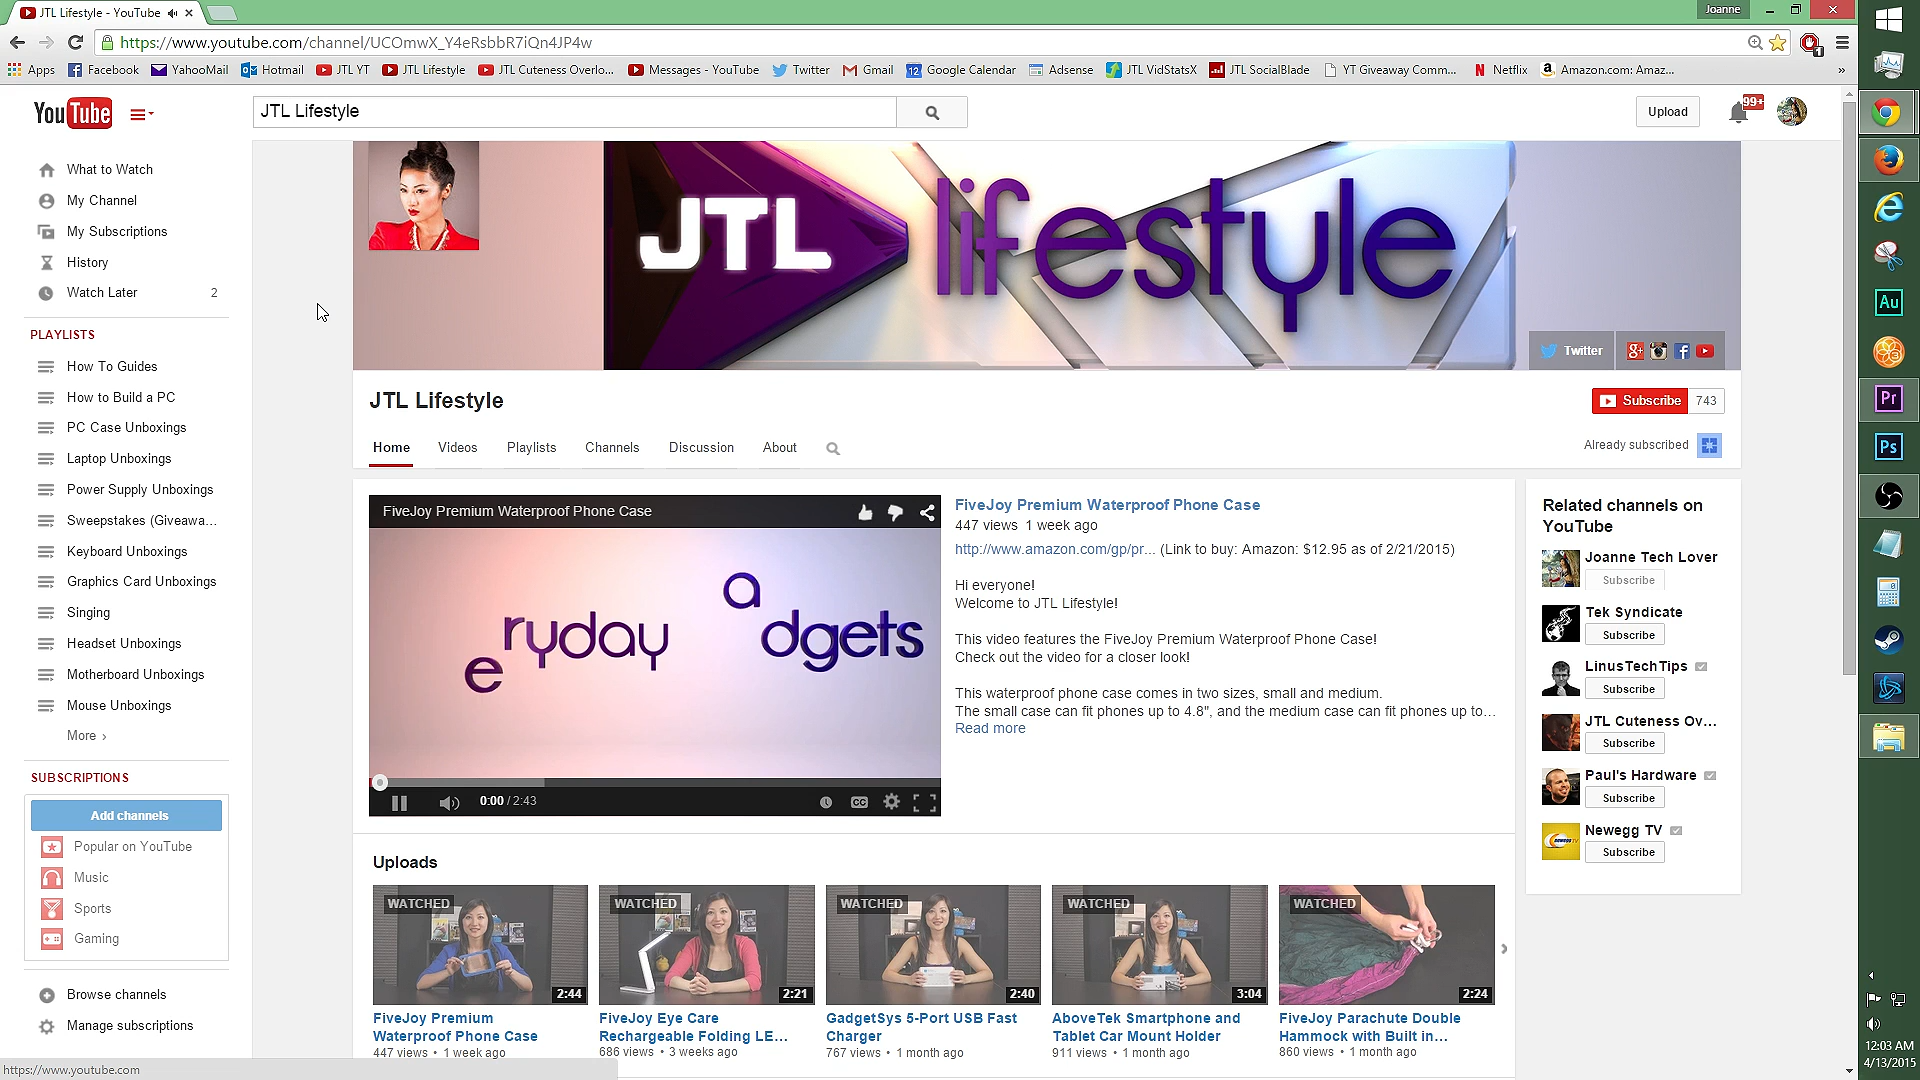 JTL Lifestyle - YouTube
Joanne
https://www.youtube.com/channel/UCOmwX_Y4eRsbbR7iQn4JP4w
1
Apps
Facebook
YahooMail
Hotmail
JTL YT
JTL Lifestyle
JTL Cuteness Overlo...
Messages - YouTube
Twitter
Gmail
12
Google Calendar
Adsense
JTL VidStatsX
JTL SocialBlade
YT Giveaway Comm...
Netflix
Amazon.com: Amaz...
»
YouTube
JTL Lifestyle
Upload
99+
What to Watch
My Channel
My Subscriptions
History
Watch Later 2
PLAYLISTS
How To Guides
How to Build a PC
PC Case Unboxings
Laptop Unboxings
Power Supply Unboxings
Sweepstakes (Giveawa...
Keyboard Unboxings
Graphics Card Unboxings
Singing
Headset Unboxings
Motherboard Unboxings
Mouse Unboxings
More ›
SUBSCRIPTIONS
Add channels
Popular on YouTube
Music
Sports
Gaming
Browse channels
Manage subscriptions
https://www.youtube.com
JTL lifestyle
Twitter
JTL Lifestyle
Subscribe 743
Home Videos Playlists Channels Discussion About
Already subscribed
FiveJoy Premium Waterproof Phone Case
e ryday a dgets
0:00 / 2:43
CC
FiveJoy Premium Waterproof Phone Case
447 views 1 week ago
http://www.amazon.com/gp/pr... (Link to buy: Amazon: $12.95 as of 2/21/2015)
Hi everyone!
Welcome to JTL Lifestyle!
This video features the FiveJoy Premium Waterproof Phone Case!
Check out the video for a closer look!
This waterproof phone case comes in two sizes, small and medium.
The small case can fit phones up to 4.8", and the medium case can fit phones up to...
Read more
Uploads
WATCHED
2:44
FiveJoy Premium
Waterproof Phone Case
447 views • 1 week ago
WATCHED
2:21
FiveJoy Eye Care
Rechargeable Folding LE...
686 views • 3 weeks ago
WATCHED
2:40
GadgetSys 5-Port USB Fast
Charger
767 views • 1 month ago
WATCHED
3:04
AboveTek Smartphone and
Tablet Car Mount Holder
911 views • 1 month ago
WATCHED
2:24
FiveJoy Parachute Double
Hammock with Built in...
860 views • 1 month ago
Related channels on
YouTube
Joanne Tech Lover
Subscribe
Tek Syndicate
Subscribe
LinusTechTips
Subscribe
JTL Cuteness Ov...
Subscribe
Paul's Hardware
Subscribe
Newegg TV
Subscribe
Au
Pr
Ps
12:03 AM
4/13/2015